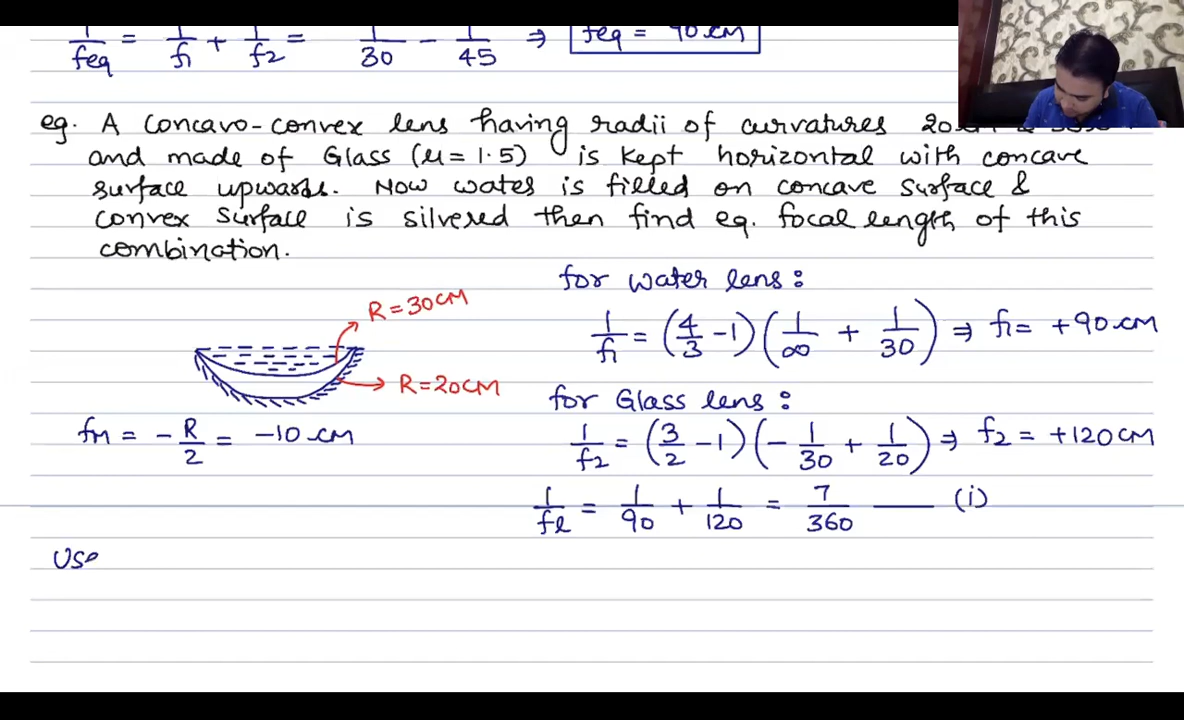 1/feq = 1/f1 + 1/f2 = 1/30 - 1/45 ⇒ feq = 90 cm
eg. A Concavo-convex lens having radii of curvatures 20 cm &
and made of Glass (μ = 1.5) is kept horizontal with concave
surface upwards. Now water is filled on concave surface &
convex surface is silvered then find eq. focal length of this
combination.
R = 30 CM
R = 20 CM
fM = - R/2 = -10 cm
for water lens:
1/f1 = (4/3 - 1)(1/∞ + 1/30) ⇒ f1 = +90 cm
for Glass lens:
1/f2 = (3/2 - 1)(- 1/30 + 1/20) ⇒ f2 = +120 CM
1/fl = 1/90 + 1/120 = 7/360 —— (i)
USe